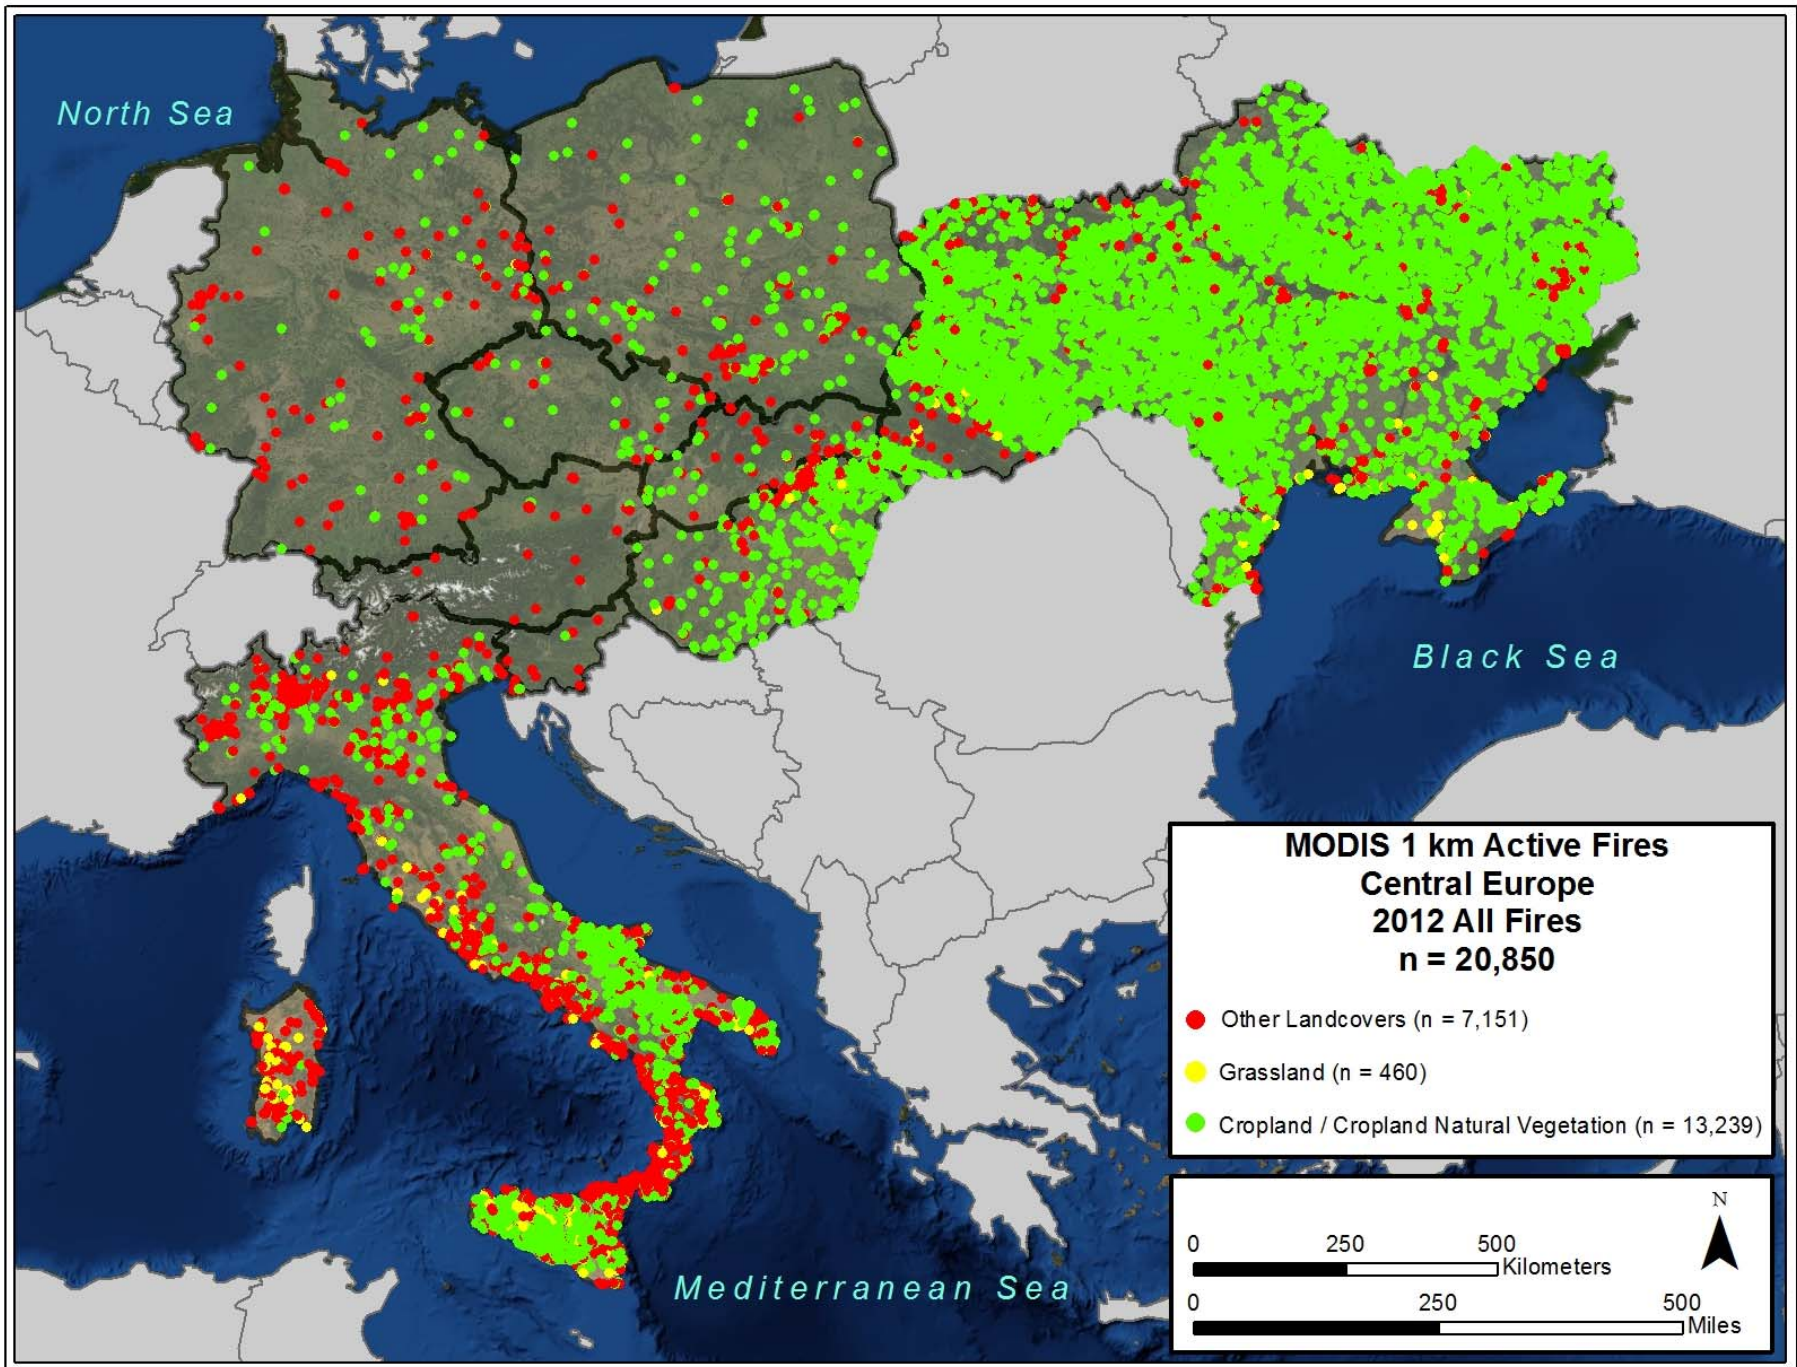 North Sea
Black Sea
MODIS 1 km Active Fires
Central Europe
2012 All Fires
n = 20,850
Other Landcovers (n = 7,151)
Grassland (n = 460)
Cropland / Cropland Natural Vegetation (n = 13,239)
N
0 250 500
Kilometers
0 250 500
Miles
Mediterranean Sea